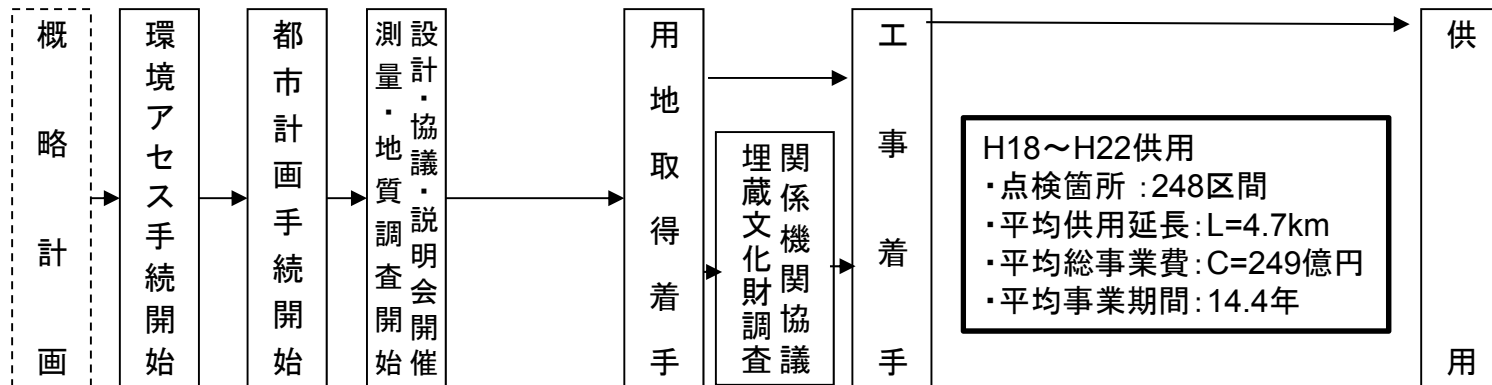 概略計画
環境アセス手続開始
都市計画手続開始
設計・協議・説明会開催
測量・地質調査開始
用地取得着手
関係機関協議
埋蔵文化財調査
工事着手
H18～H22供用
・点検箇所：248区間
・平均供用延長：L=4.7km
・平均総事業費：C=249億円
・平均事業期間：14.4年
供用